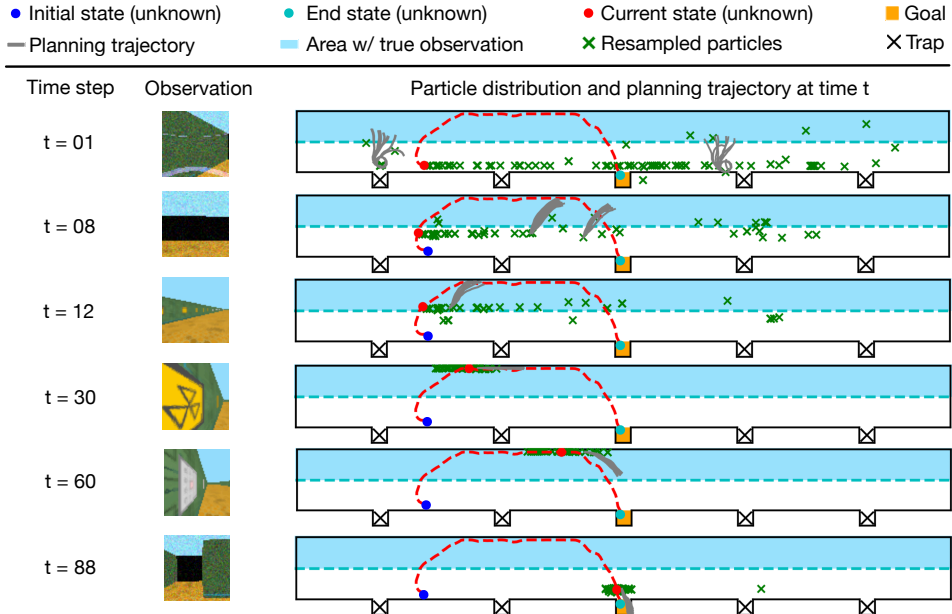 Initial state (unknown) End state (unknown) Current state (unknown) Goal
Planning trajectory Area w/ true observation Resampled particles Trap
Time step Observation Particle distribution and planning trajectory at time t
t = 01
t = 08
t = 12
t = 30
t = 60
t = 88